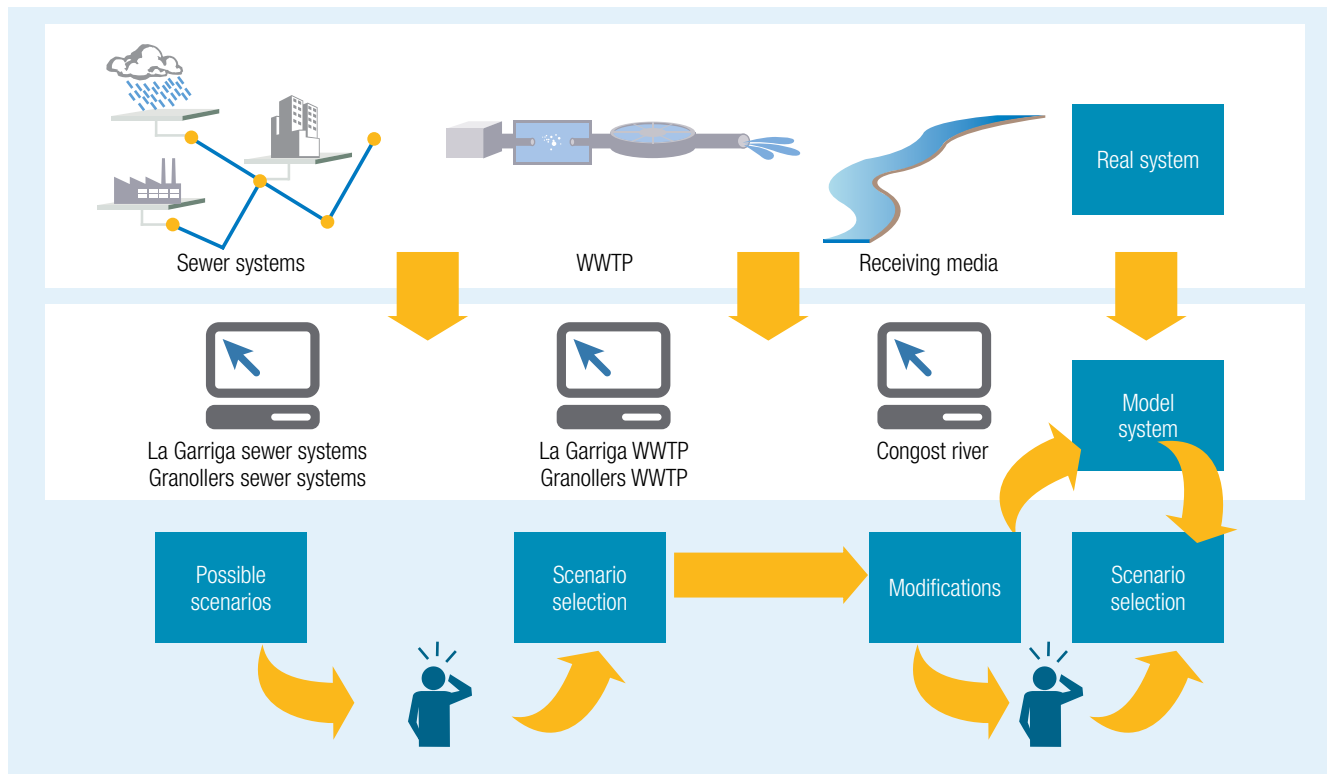 Real system
Sewer systems
WWTP
Receiving media
La Garriga sewer systems
Granollers sewer systems
La Garriga WWTP
Granollers WWTP
Congost river
Model
system
Possible
scenarios
Scenario
selection
Modifications
Scenario
selection